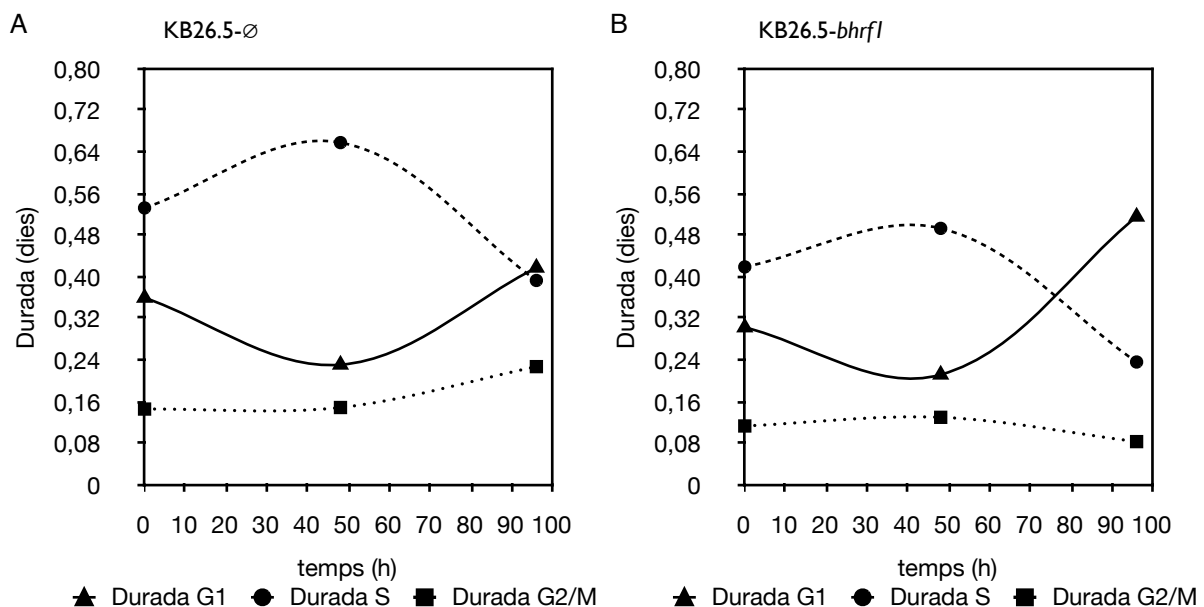 A
KB26.5-∅
Durada (dies)
0,80
0,72
0,64
0,56
0,48
0,40
0,32
0,24
0,16
0,08
0
0 10 20 30 40 50 60 70 80 90 100
temps (h)
Durada G1 Durada S Durada G2/M
B
KB26.5-bhrf1
Durada (dies)
0,80
0,72
0,64
0,56
0,48
0,40
0,32
0,24
0,16
0,08
0
0 10 20 30 40 50 60 70 80 90 100
temps (h)
Durada G1 Durada S Durada G2/M